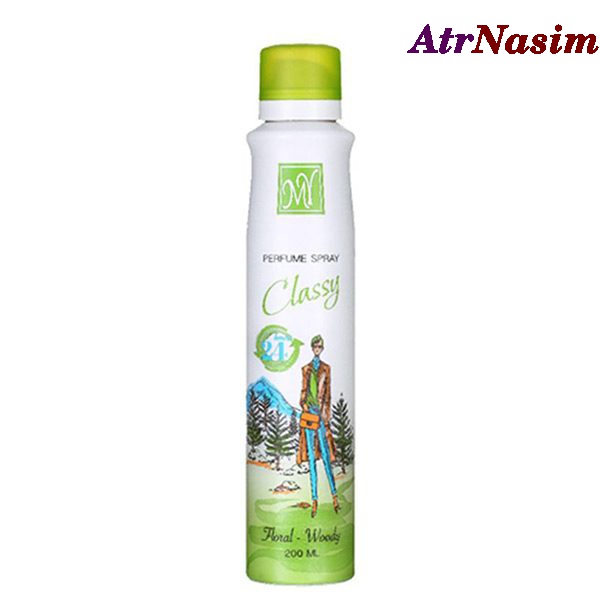 AtrNasim
MY
PERFUME SPRAY
Classy
24
Floral - Woody
200 ML